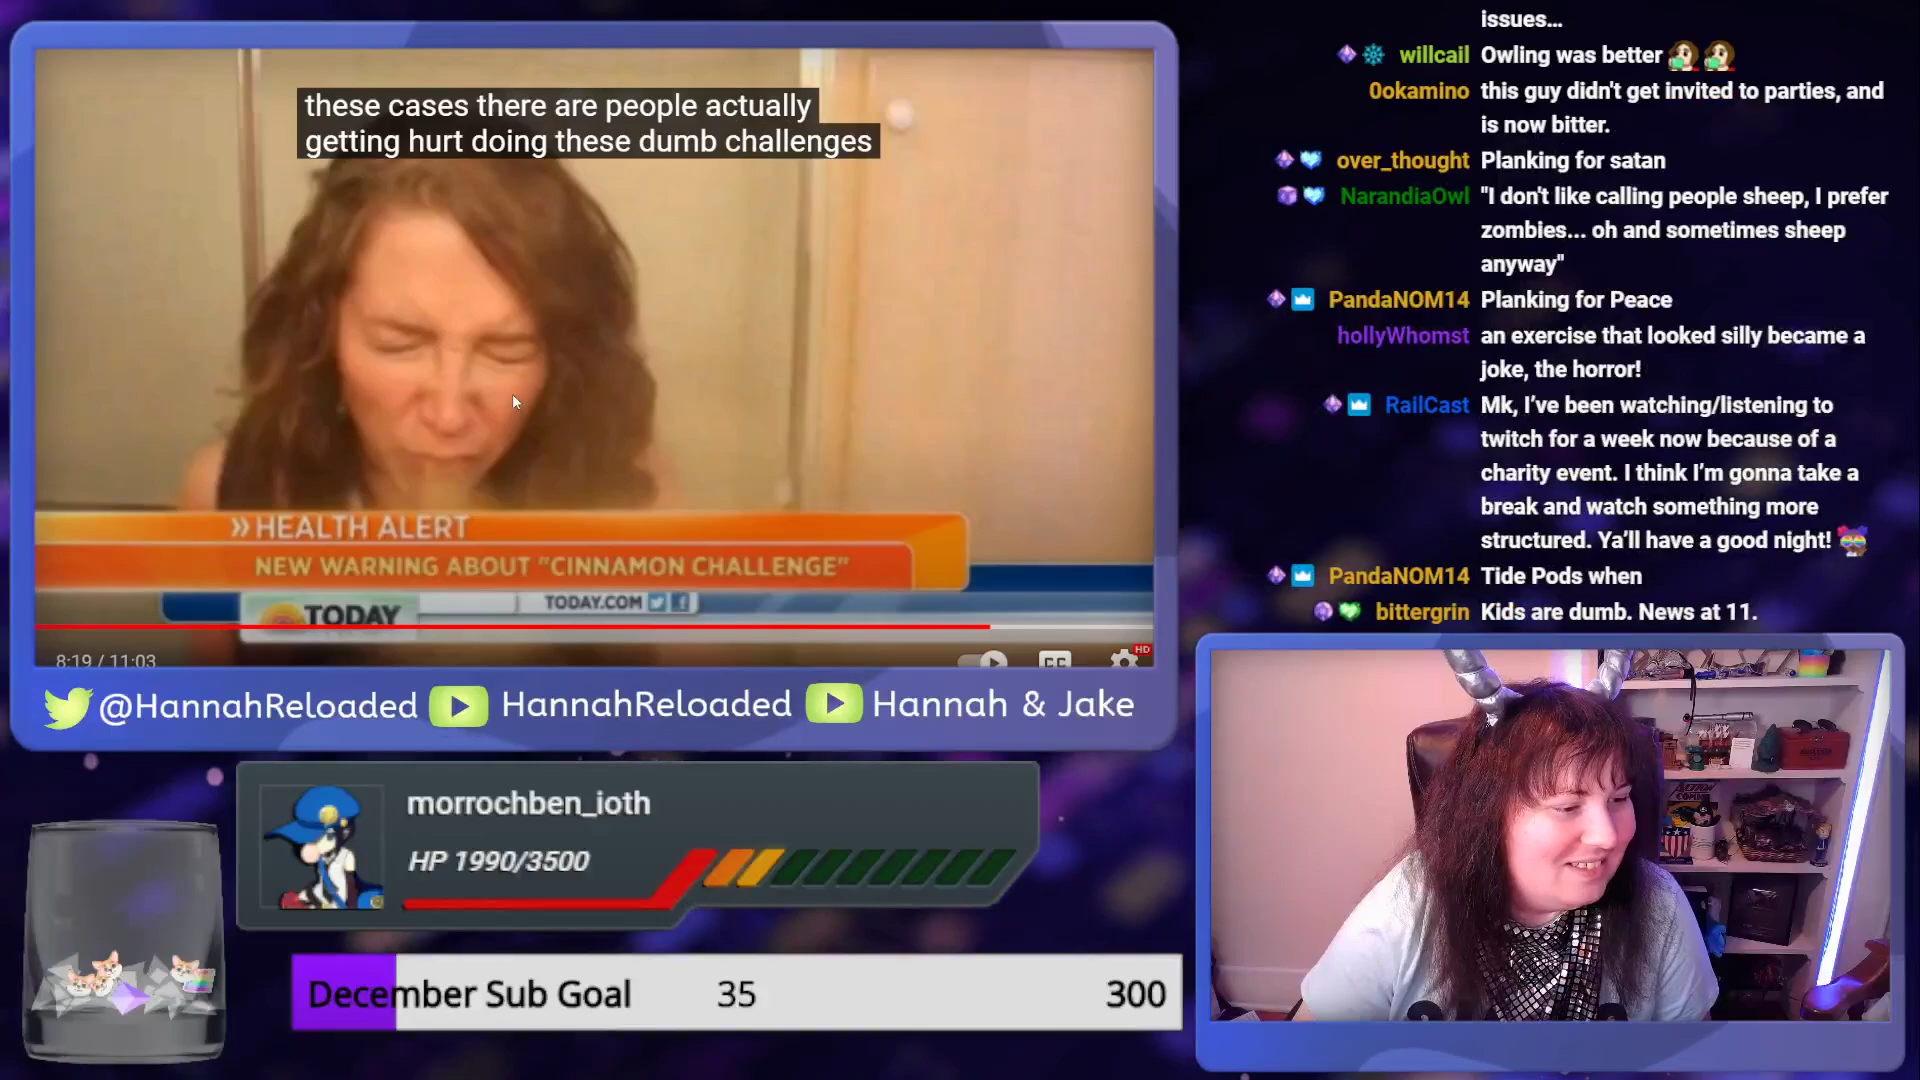 these cases there are people actually
getting hurt doing these dumb challenges
HEALTH ALERT
NEW WARNING ABOUT "CINNAMON CHALLENGE"
TODAY.COM
TODAY
8:19 / 11:03
CC
HD
@HannahReloaded HannahReloaded Hannah & Jake
morrochben_ioth
HP 1990/3500
December Sub Goal 35 300
issues...
willcail Owling was better
0okamino this guy didn't get invited to parties, and
is now bitter.
over_thought Planking for satan
NarandiaOwl "I don't like calling people sheep, I prefer
zombies... oh and sometimes sheep
anyway"
PandaNOM14 Planking for Peace
hollyWhomst an exercise that looked silly became a
joke, the horror!
RailCast Mk, I've been watching/listening to
twitch for a week now because of a
charity event. I think I'm gonna take a
break and watch something more
structured. Ya'll have a good night!
PandaNOM14 Tide Pods when
bittergrin Kids are dumb. News at 11.
ACTION
COMICS